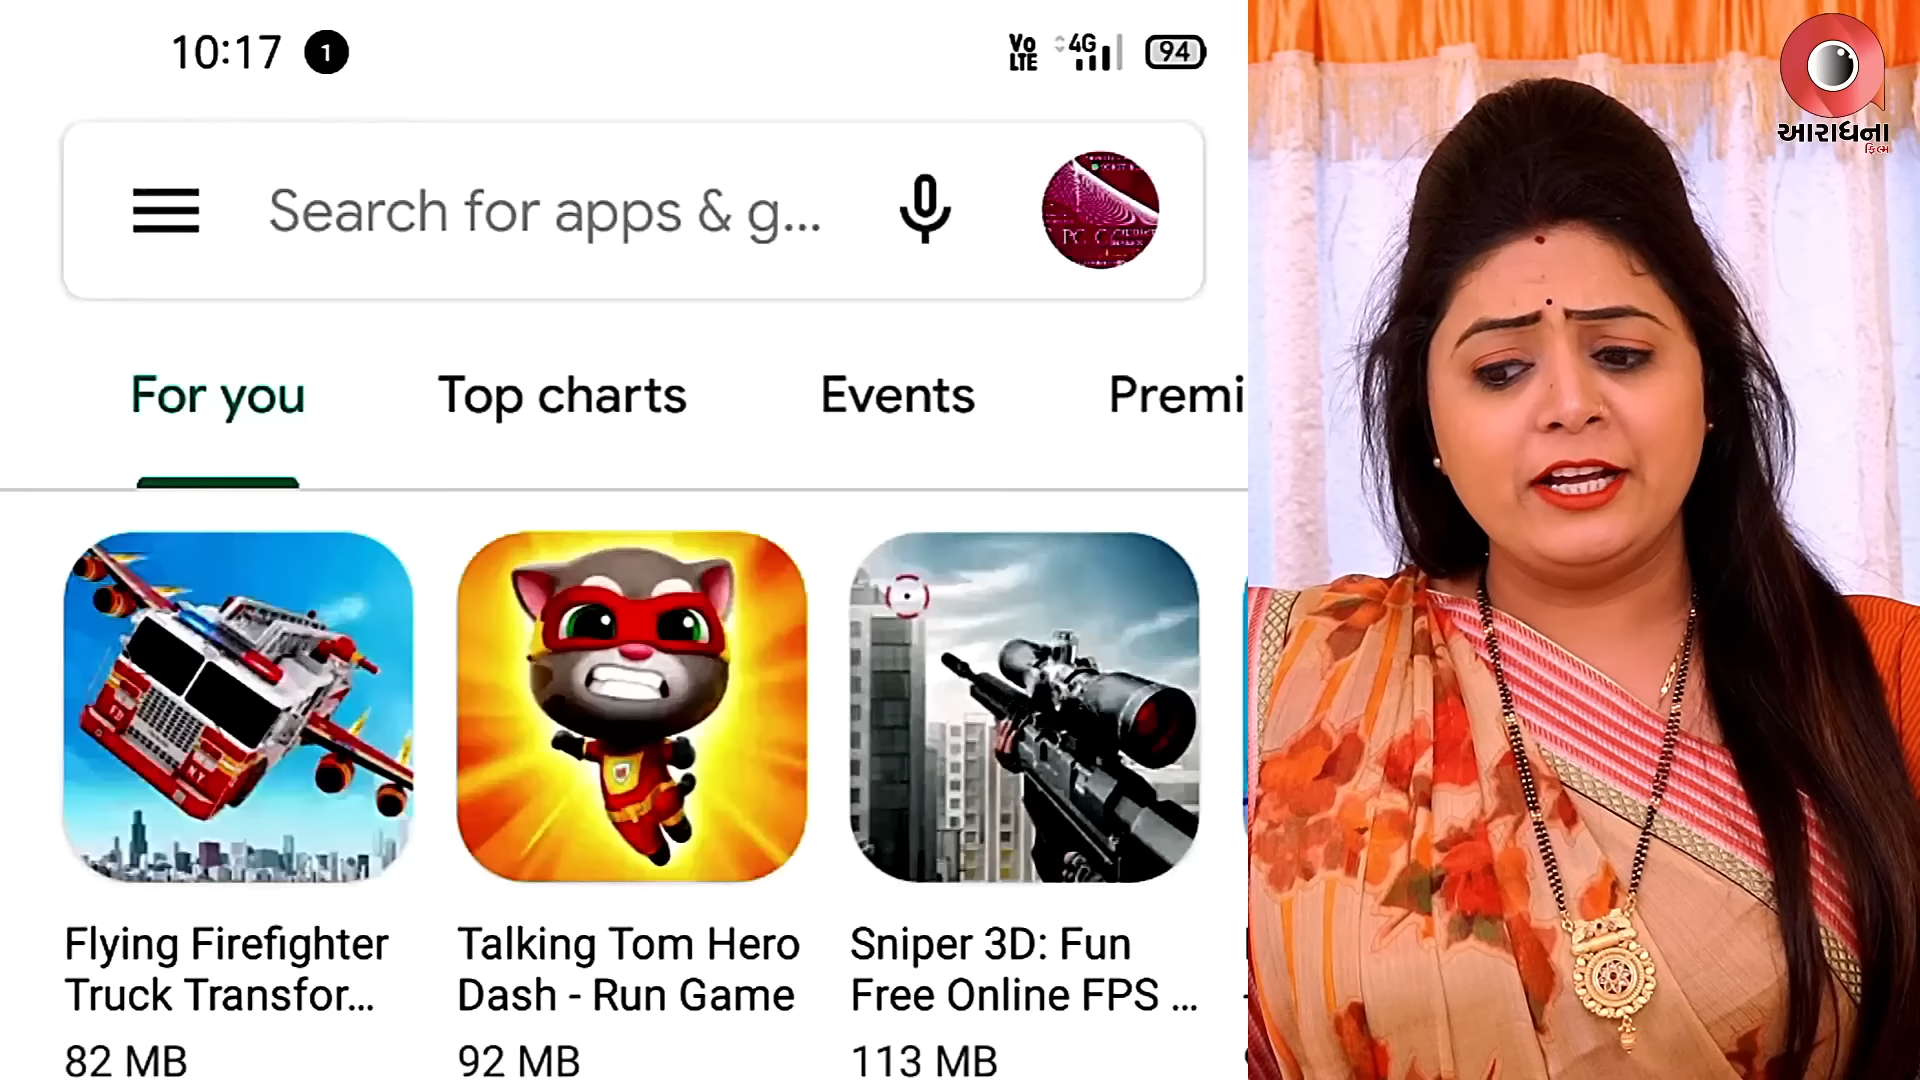 10:17 1
Vo LTE 4G 94
Search for apps & g...
For you Top charts Events Premi
Flying Firefighter
Truck Transfor...
82 MB
Talking Tom Hero
Dash - Run Game
92 MB
Sniper 3D: Fun
Free Online FPS ...
113 MB
આરાધના
ફિલ્મ